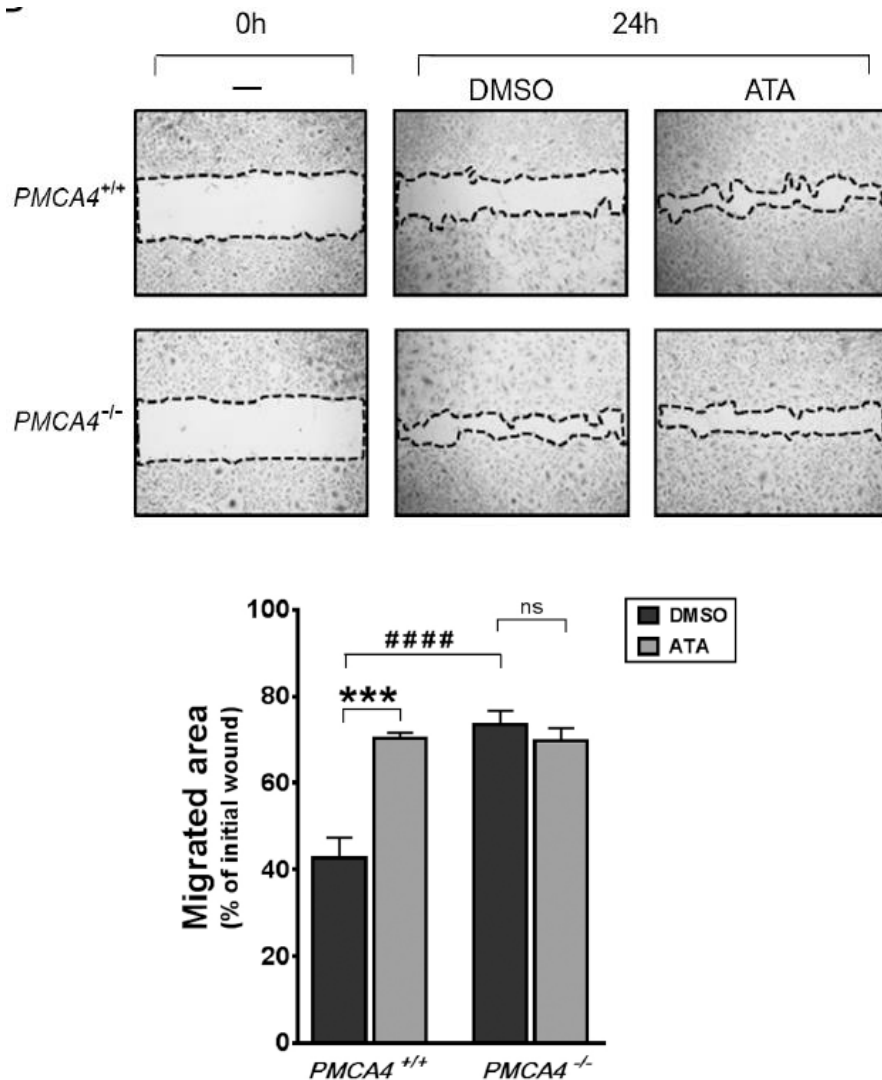 0h 24h
— DMSO ATA
PMCA4+/+
PMCA4-/-
100
80
60
40
20
0
Migrated area
(% of initial wound)
####
***
ns
DMSO
ATA
PMCA4 +/+ PMCA4 -/-